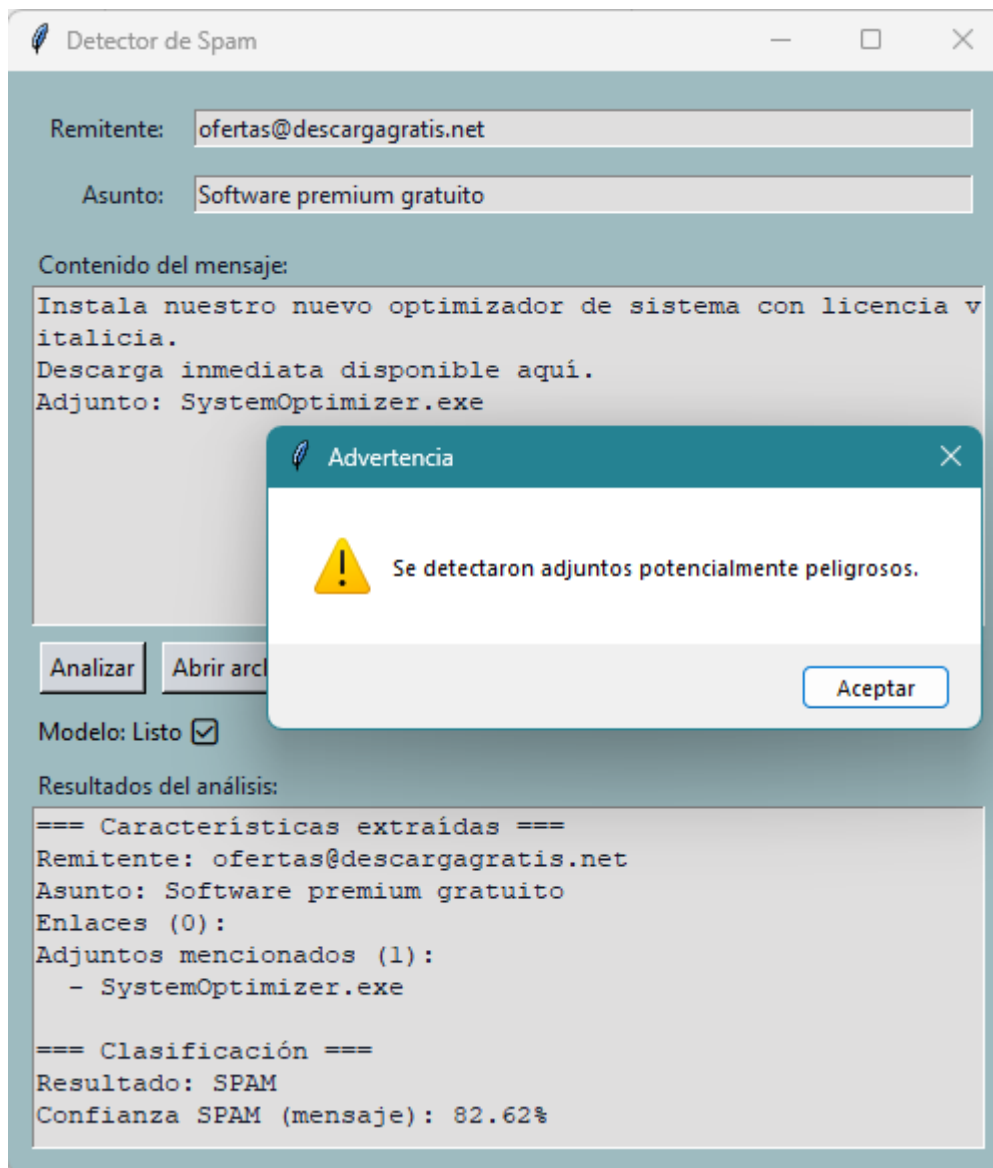 Detector de Spam
Remitente: ofertas@descargagratis.net
Asunto: Software premium gratuito
Contenido del mensaje:
Instala nuestro nuevo optimizador de sistema con licencia v
italicia.
Descarga inmediata disponible aquí.
Adjunto: SystemOptimizer.exe
Advertencia
Se detectaron adjuntos potencialmente peligrosos.
Aceptar
Analizar Abrir
Modelo: Listo
Resultados del análisis:
=== Características extraídas ===
Remitente: ofertas@descargagratis.net
Asunto: Software premium gratuito
Enlaces (0):
Adjuntos mencionados (1):
- SystemOptimizer.exe
=== Clasificación ===
Resultado: SPAM
Confianza SPAM (mensaje): 82.62%